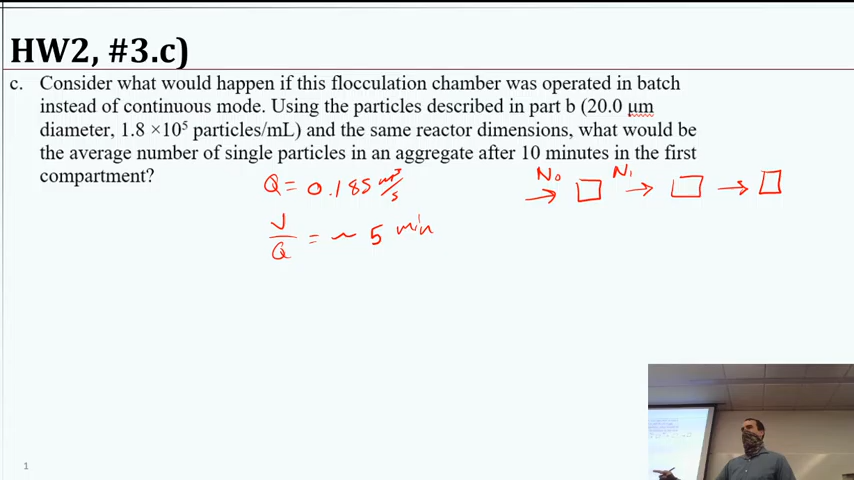 HW2, #3.c)
c. Consider what would happen if this flocculation chamber was operated in batch
instead of continuous mode. Using the particles described in part b (20.0 μm
diameter, 1.8 ×10⁵ particles/mL) and the same reactor dimensions, what would be
the average number of single particles in an aggregate after 10 minutes in the first
compartment?
Q = 0.185 m³/s
N₀ → □ N₁ → □ → □
V/Q = ~ 5 min
1